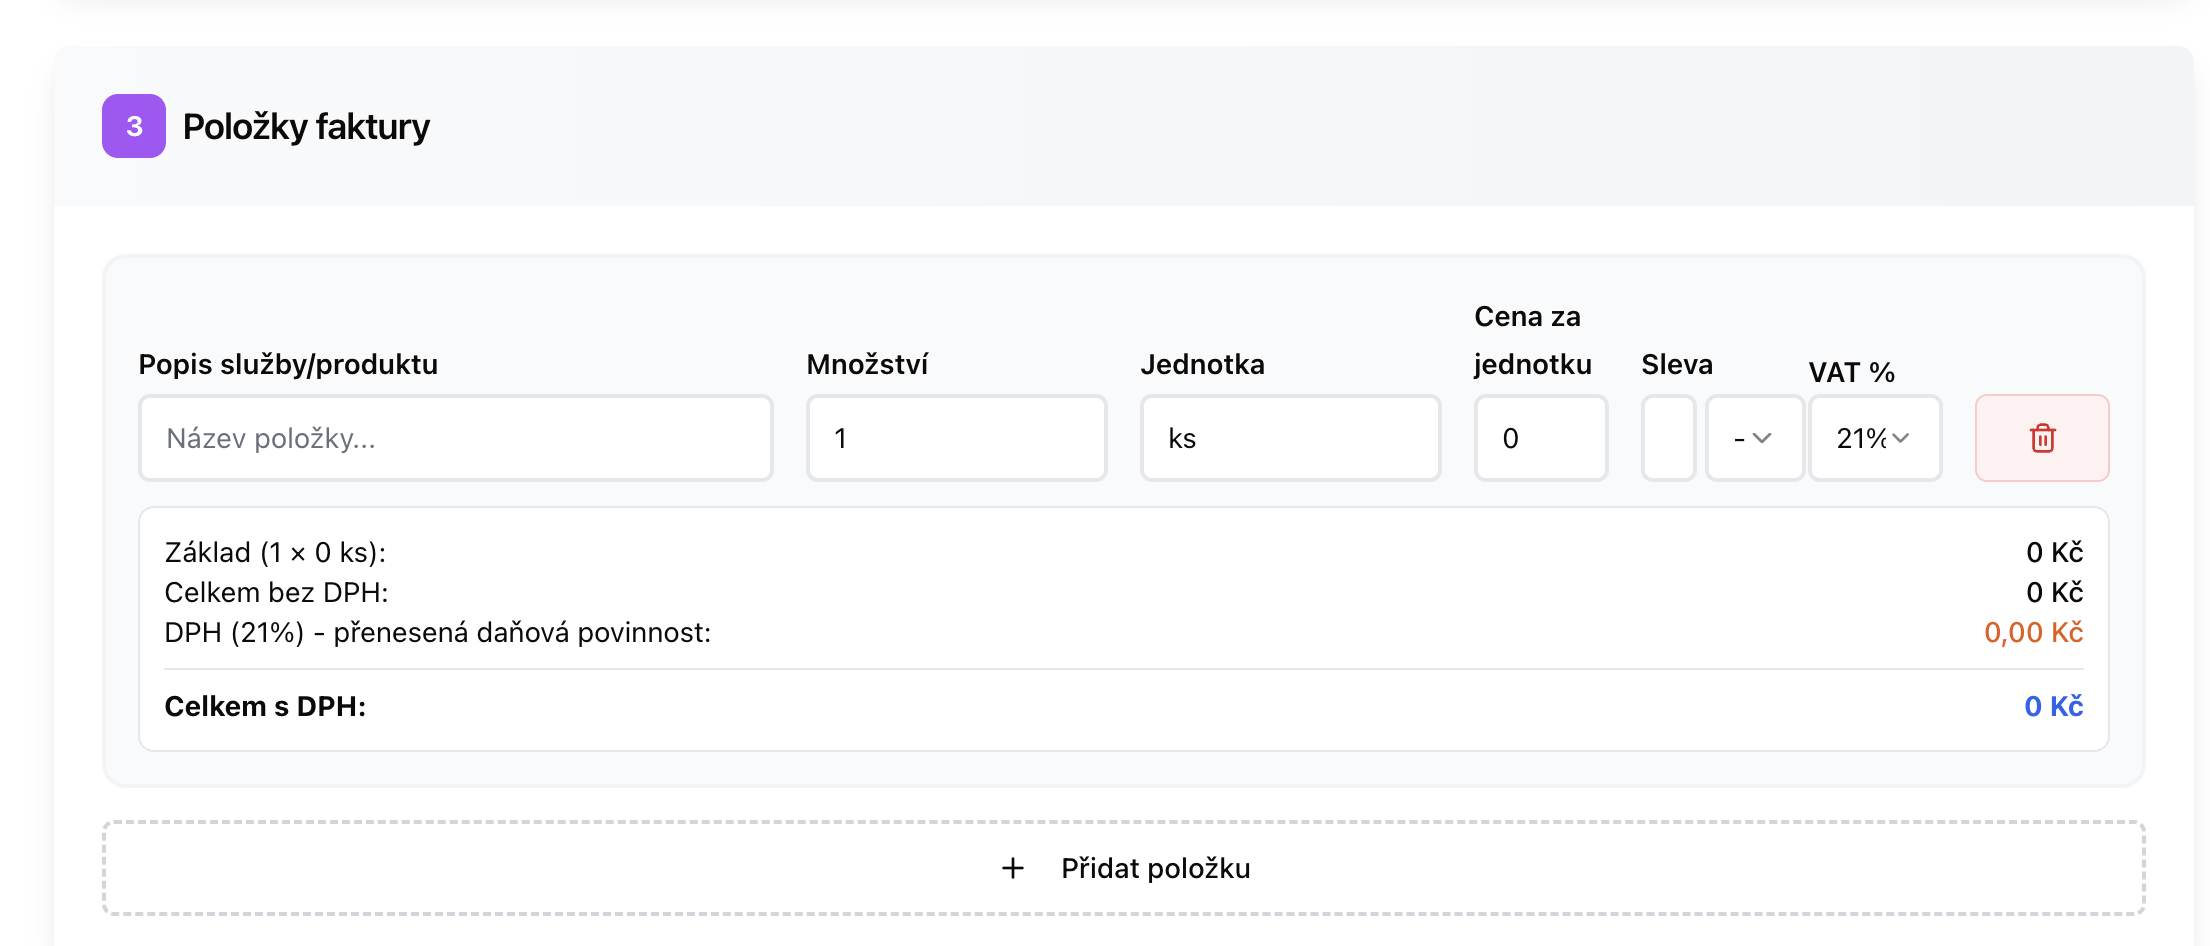 3 Položky faktury
Cena za
Popis služby/produktu Množství Jednotka jednotku Sleva VAT %
Název položky... 1 ks 0 - 21%
Základ (1 × 0 ks): 0 Kč
Celkem bez DPH: 0 Kč
DPH (21%) - přenesená daňová povinnost: 0,00 Kč
Celkem s DPH: 0 Kč
+ Přidat položku